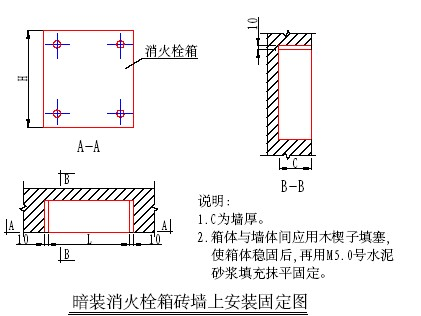 10
H
消火栓箱
A-A
C
B-B
B
A
A
10
L
10
B
说明:
1.C为墙厚。
2.箱体与墙体间应用木楔子填塞,
使箱体稳固后,再用M5.0号水泥
砂浆填充抹平固定。
暗装消火栓箱砖墙上安装固定图